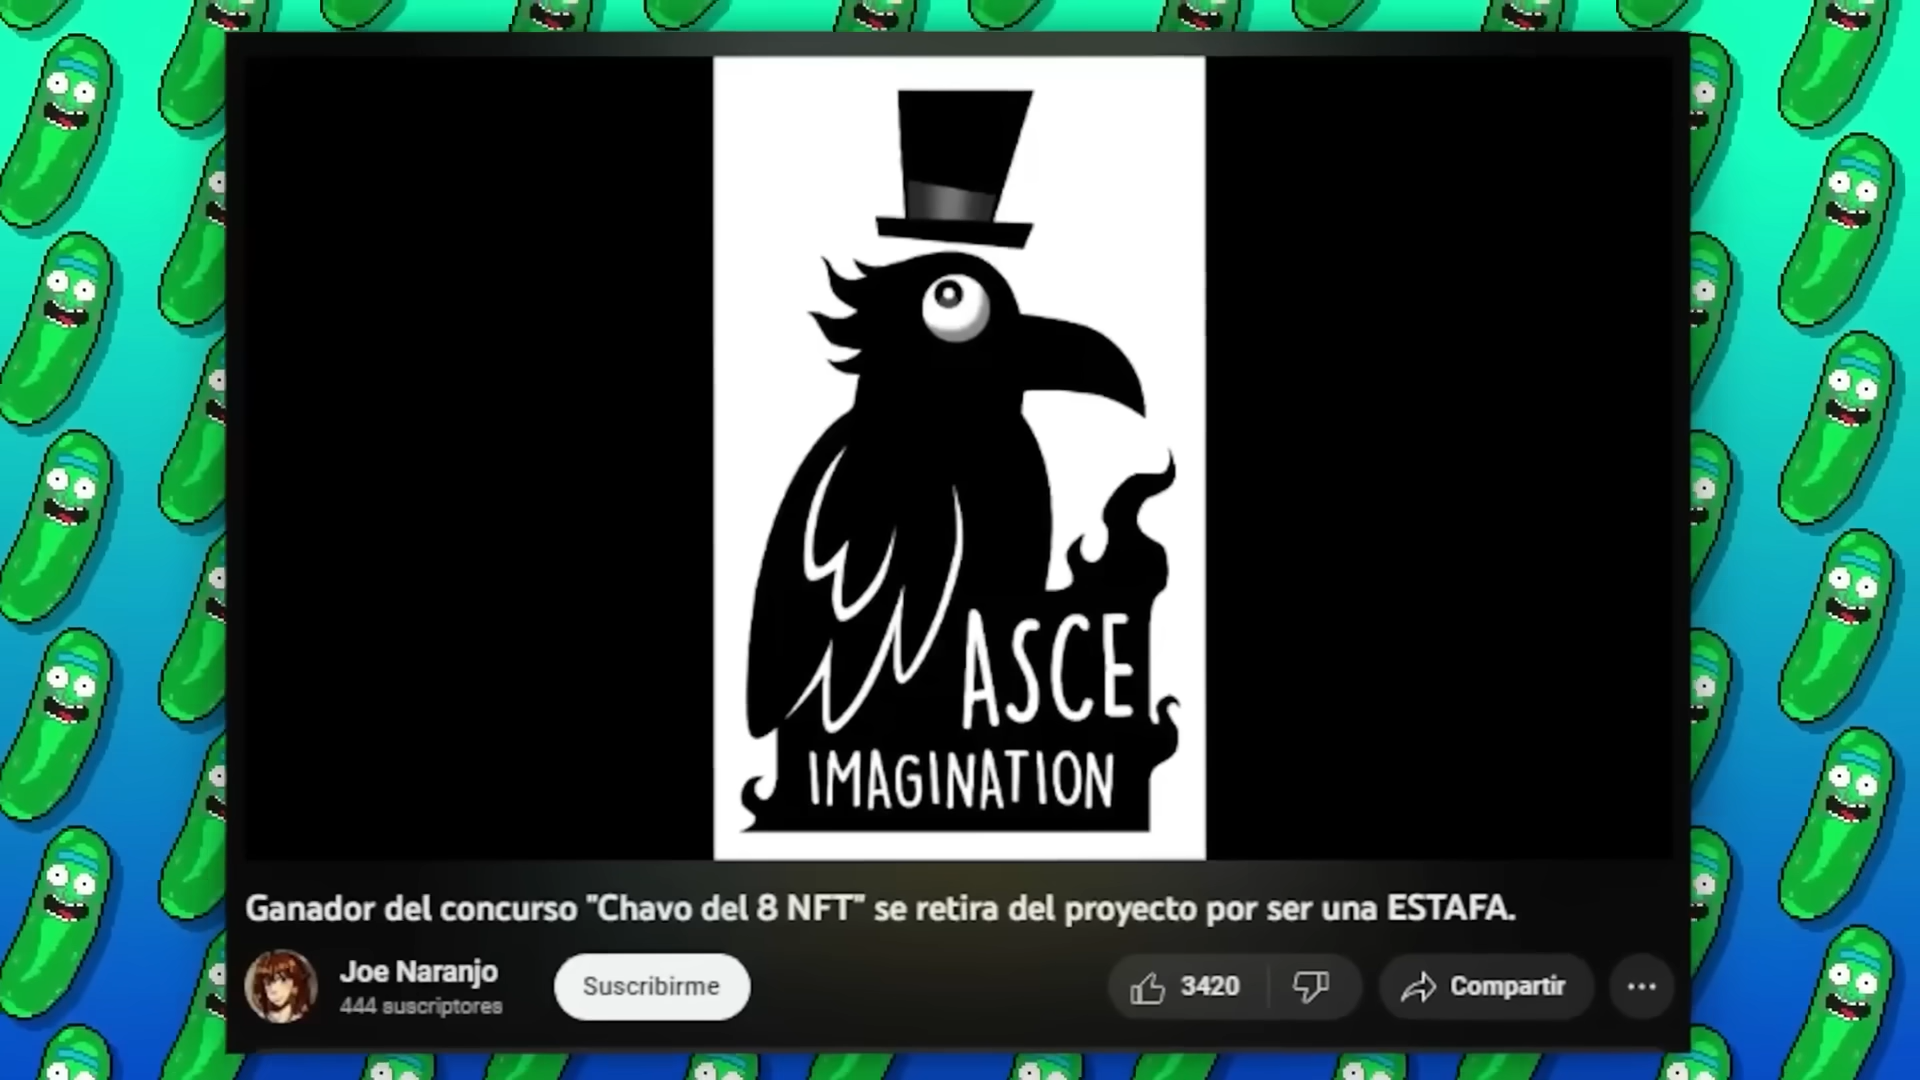 ASCE
IMAGINATION
Ganador del concurso "Chavo del 8 NFT" se retira del proyecto por ser una ESTAFA.
Joe Naranjo
444 suscriptores
Suscribirme
3420
Compartir